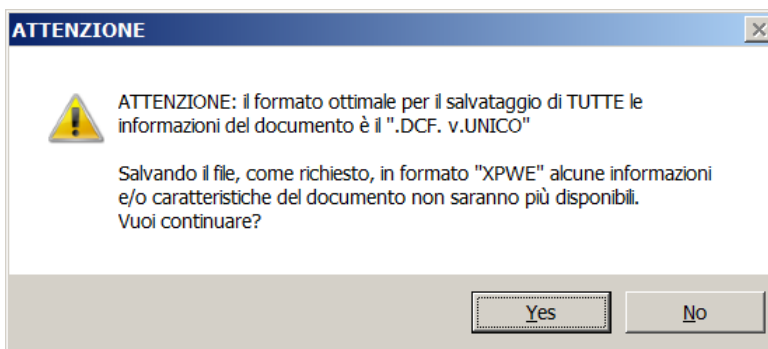 ATTENZIONE
ATTENZIONE: il formato ottimale per il salvataggio di TUTTE le
informazioni del documento è il ".DCF. v.UNICO"
Salvando il file, come richiesto, in formato "XPWE" alcune informazioni
e/o caratteristiche del documento non saranno più disponibili.
Vuoi continuare?
Yes
No